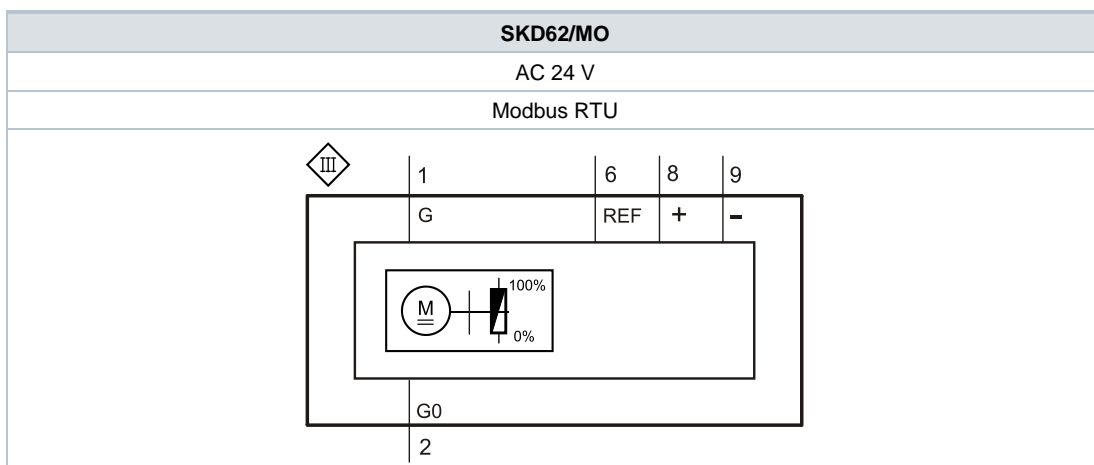 SKD62/MO
AC 24 V
Modbus RTU
III
1 6 8 9
G REF + -
100%
M
0%
G0
2